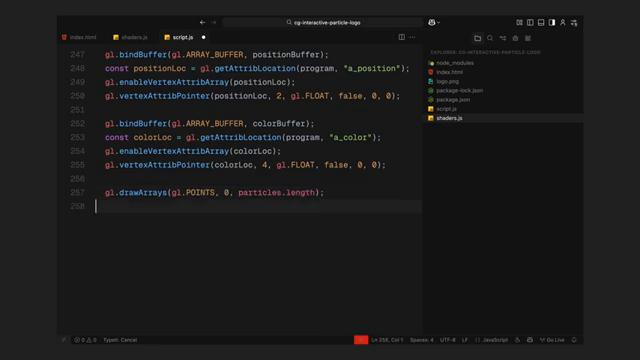 cg-interactive-particle-logo
index.html
shaders.js
script.js
EXPLORER: CG-INTERACTIVE-PARTICLE-LOGO
node_modules
index.html
logo.png
package-lock.json
package.json
script.js
shaders.js
247 gl.bindBuffer(gl.ARRAY_BUFFER, positionBuffer);
248 const positionLoc = gl.getAttribLocation(program, "a_position");
249 gl.enableVertexAttribArray(positionLoc);
250 gl.vertexAttribPointer(positionLoc, 2, gl.FLOAT, false, 0, 0);
251
252 gl.bindBuffer(gl.ARRAY_BUFFER, colorBuffer);
253 const colorLoc = gl.getAttribLocation(program, "a_color");
254 gl.enableVertexAttribArray(colorLoc);
255 gl.vertexAttribPointer(colorLoc, 4, gl.FLOAT, false, 0, 0);
256
257 gl.drawArrays(gl.POINTS, 0, particles.length);
258
0 0 Typeit: Cancel Ln 258, Col 1 Spaces: 4 UTF-8 LF JavaScript Go Live